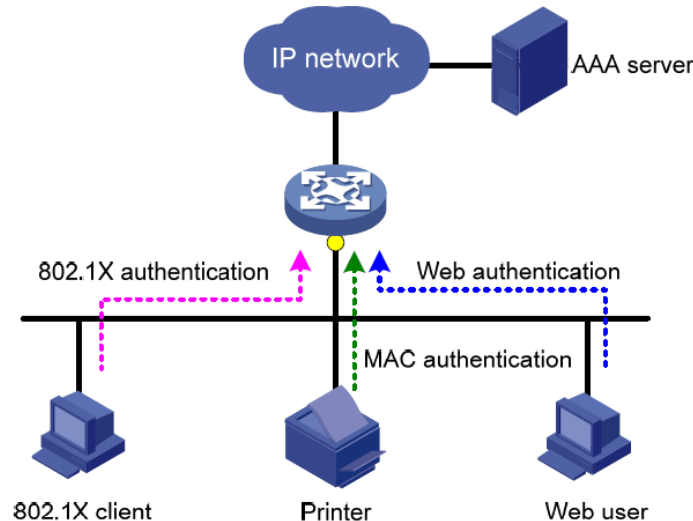 IP network
AAA server
802.1X authentication
Web authentication
MAC authentication
802.1X client
Printer
Web user